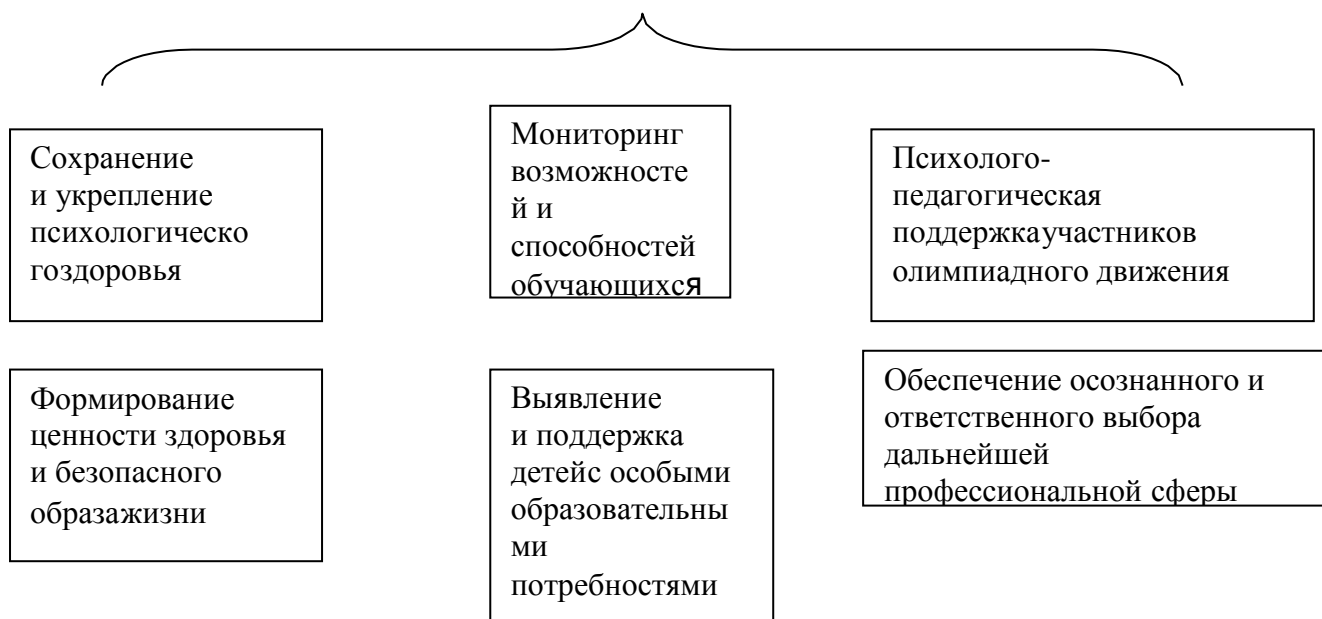 Сохранение
и укрепление
психологическо
гоздоровья
Мониторинг
возможносте
й и
способностей
обучающихся
Психолого-
педагогическая
поддержкаучастников
олимпиадного движения
Формирование
ценности здоровья
и безопасного
образажизни
Выявление
и поддержка
детейс особыми
образовательны
ми
потребностями
Обеспечение осознанного и
ответственного выбора
дальнейшей
профессиональной сферы